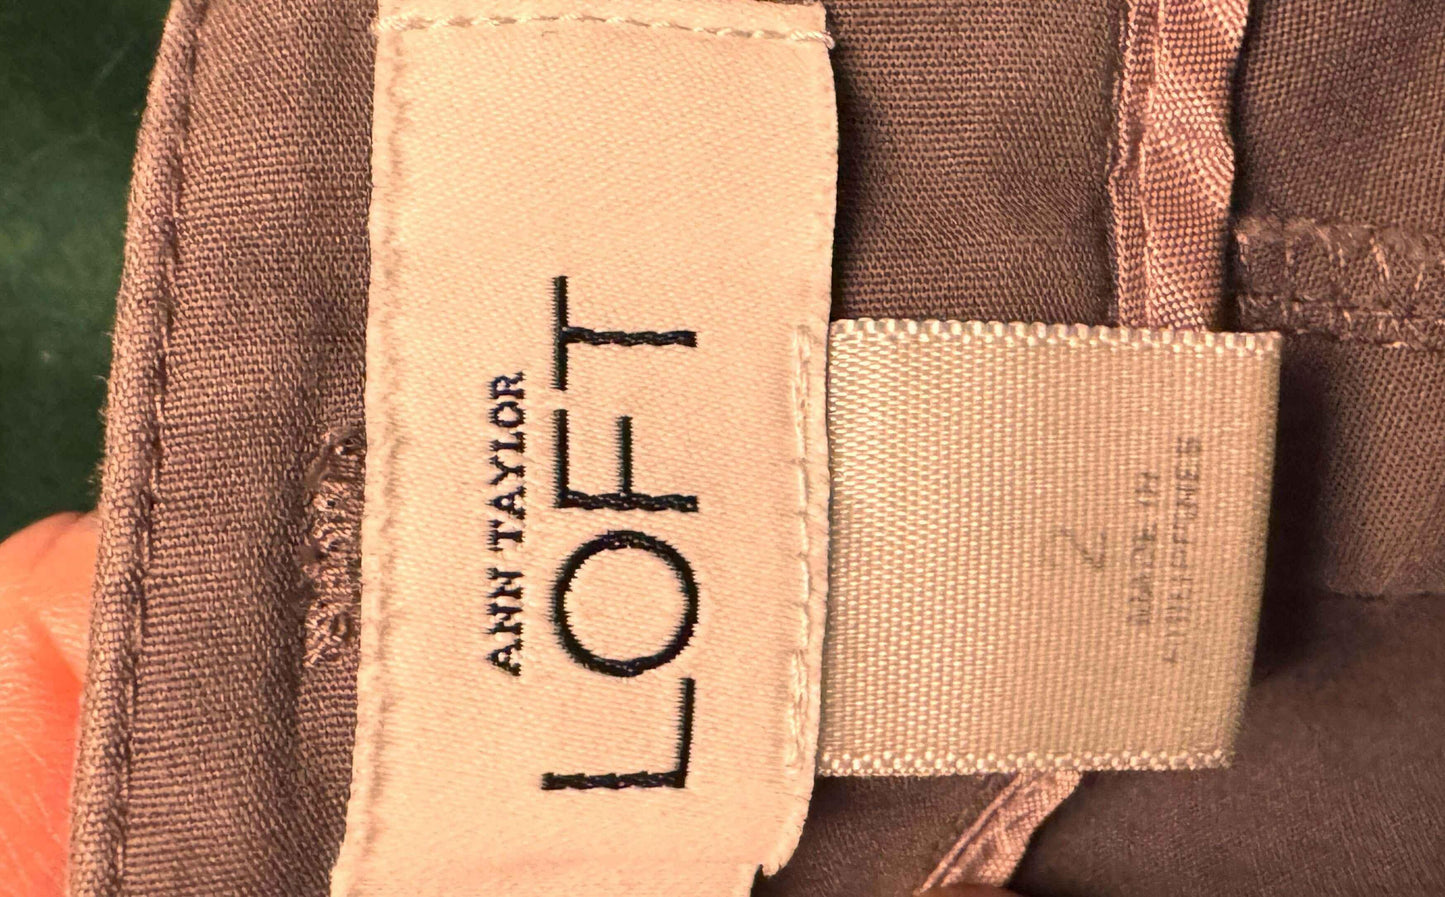 ANN TAYLOR
LOFT
2
MADE IN
PHILIPPINES